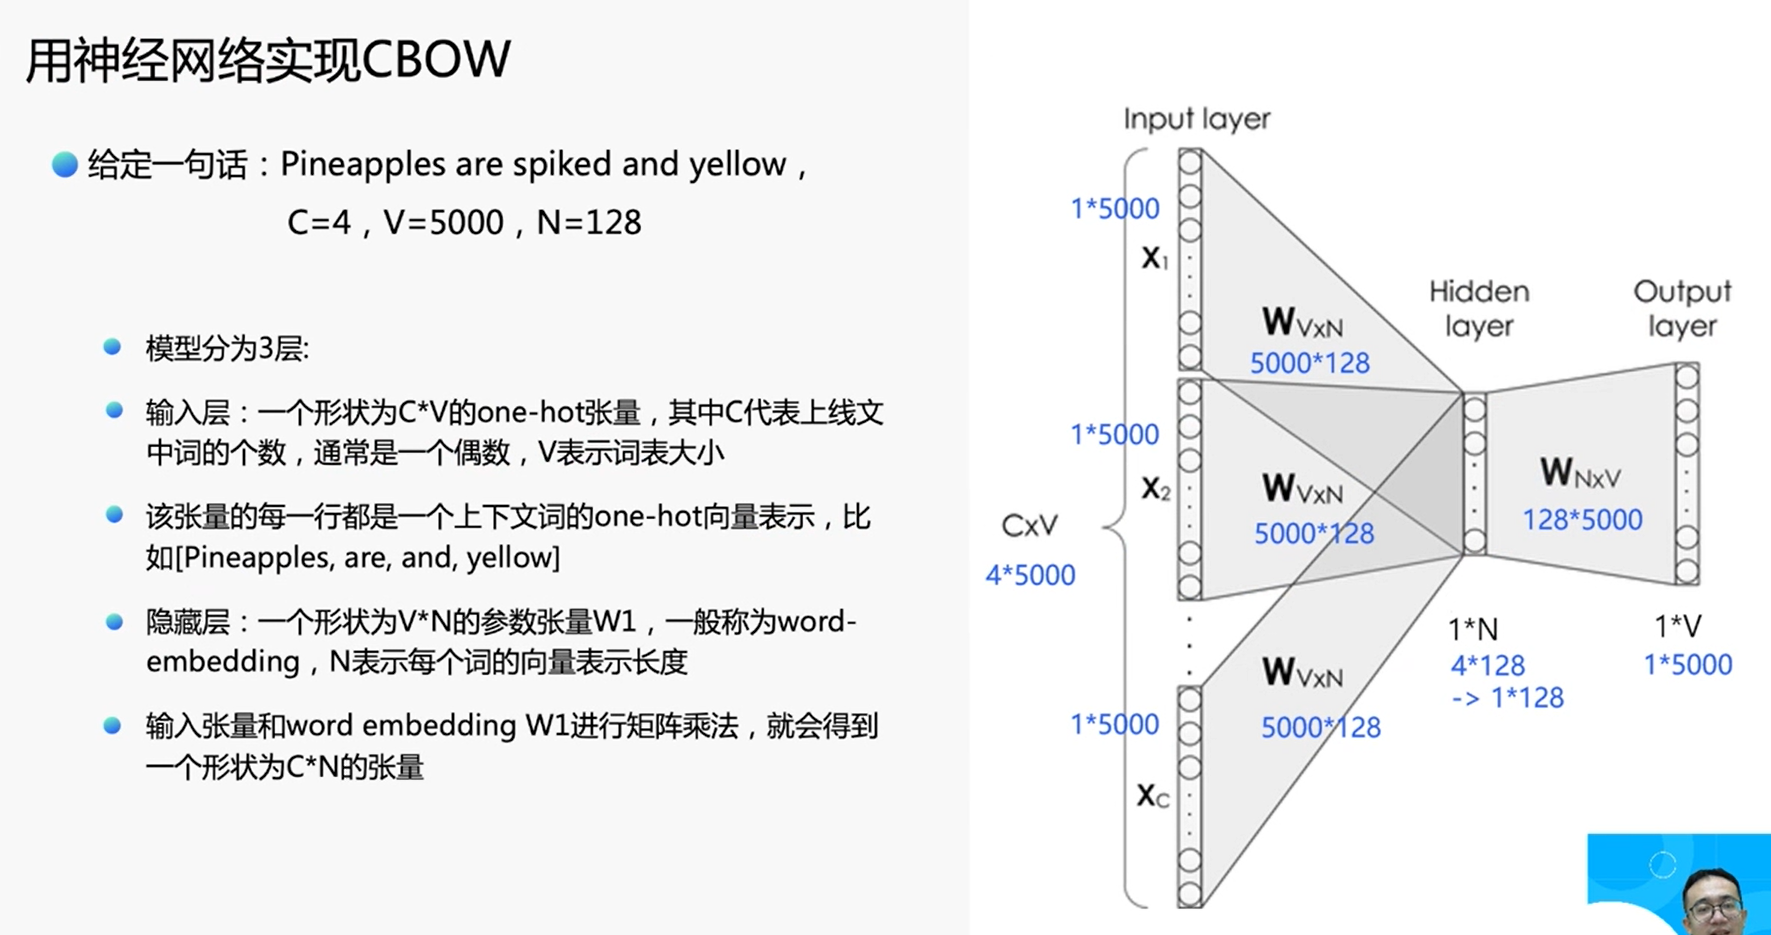 用神经网络实现CBOW
给定一句话：Pineapples are spiked and yellow，
C=4，V=5000，N=128
模型分为3层:
输入层：一个形状为C*V的one-hot张量，其中C代表上线文
中词的个数，通常是一个偶数，V表示词表大小
该张量的每一行都是一个上下文词的one-hot向量表示，比
如[Pineapples, are, and, yellow]
隐藏层：一个形状为V*N的参数张量W1，一般称为word-
embedding，N表示每个词的向量表示长度
输入张量和word embedding W1进行矩阵乘法，就会得到
一个形状为C*N的张量
Input layer
1*5000
X1
WVxN
5000*128
1*5000
X2
WVxN
5000*128
CxV
4*5000
1*5000
XC
WVxN
5000*128
Hidden
layer
1*N
4*128
-> 1*128
WNxV
128*5000
Output
layer
1*V
1*5000